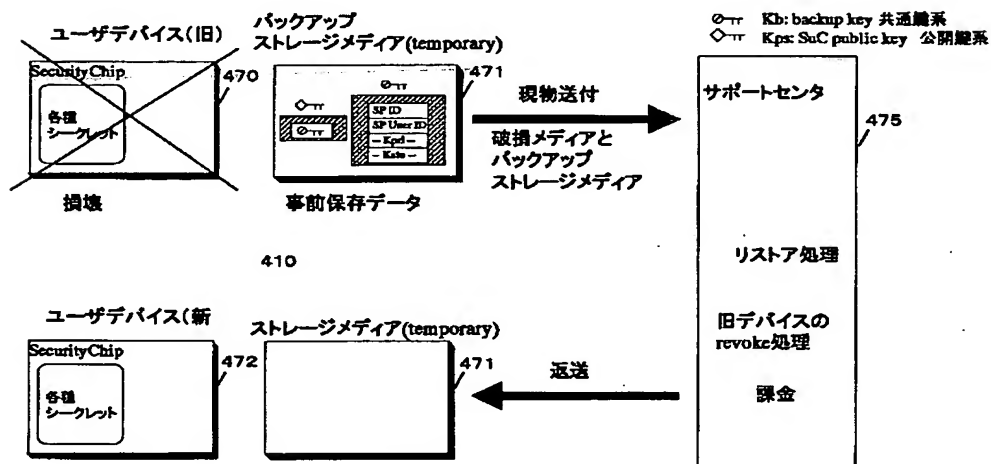 ユーザデバイス(旧)
バックアップ
ストレージメディア(temporary)
Kb: backup key 共通鍵系
Kps: SuC public key 公開鍵系
Security Chip
各種
シークレット
470
SP ID
SP User ID
– Kprl –
– Ksto –
471
損壊
事前保存データ
現物送付
破損メディアと
バックアップ
ストレージメディア
サポートセンタ
475
リストア処理
旧デバイスの
revoke処理
課金
410
ユーザデバイス(新
ストレージメディア(temporary)
Security Chip
各種
シークレット
472
471
返送